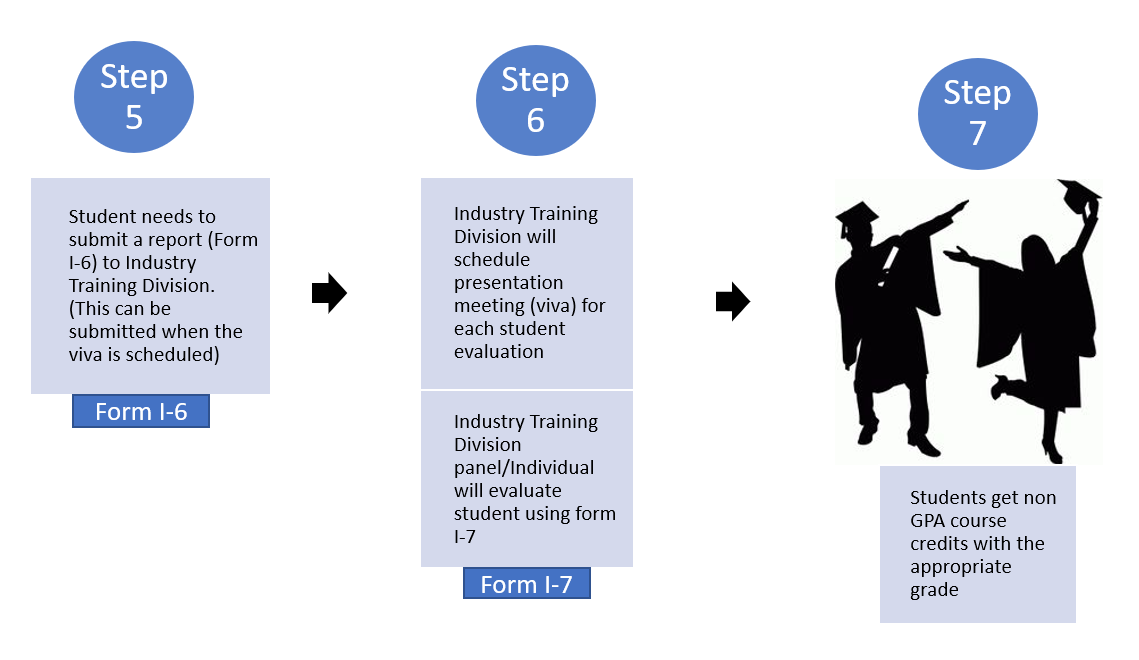 Step
5
Student needs to
submit a report (Form
I-6) to Industry
Training Division.
(This can be
submitted when the
viva is scheduled)
Form I-6
Step
6
Industry Training
Division will
schedule
presentation
meeting (viva) for
each student
evaluation
Industry Training
Division
panel/Individual
will evaluate
student using form
I-7
Form I-7
Step
7
Students get non
GPA course
credits with the
appropriate
grade